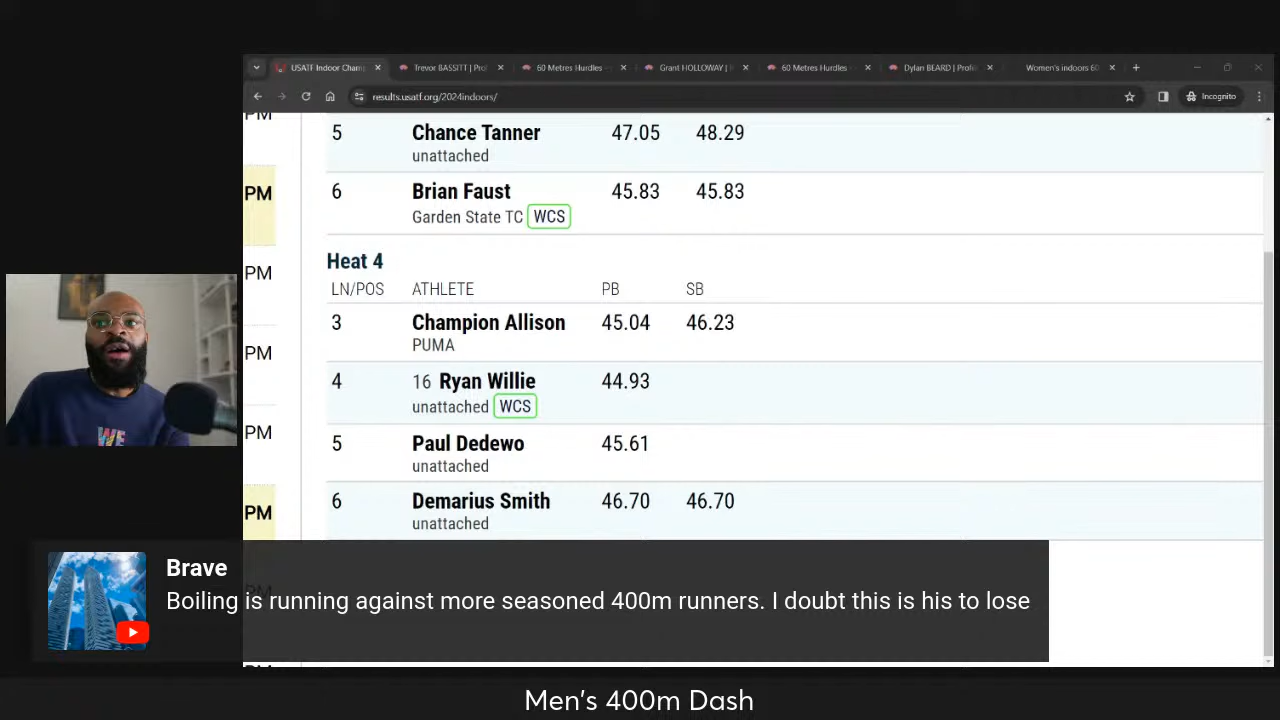 USATF Indoor Cham
Trevor BASSITT | Prof
60 Metres Hurdles -
Grant HOLLOWAY |
60 Metres Hurdles -
Dylan BEARD | Profil
Women's indoors 60
results.usatf.org/2024indoors/
Incognito
PM
PM
PM
PM
PM
PM
5 Chance Tanner 47.05 48.29
unattached
6 Brian Faust 45.83 45.83
Garden State TC WCS
Heat 4
LN/POS ATHLETE PB SB
3 Champion Allison 45.04 46.23
PUMA
4 16 Ryan Willie 44.93
unattached WCS
5 Paul Dedewo 45.61
unattached
6 Demarius Smith 46.70 46.70
unattached
WE
Brave
Boiling is running against more seasoned 400m runners. I doubt this is his to lose
Men's 400m Dash